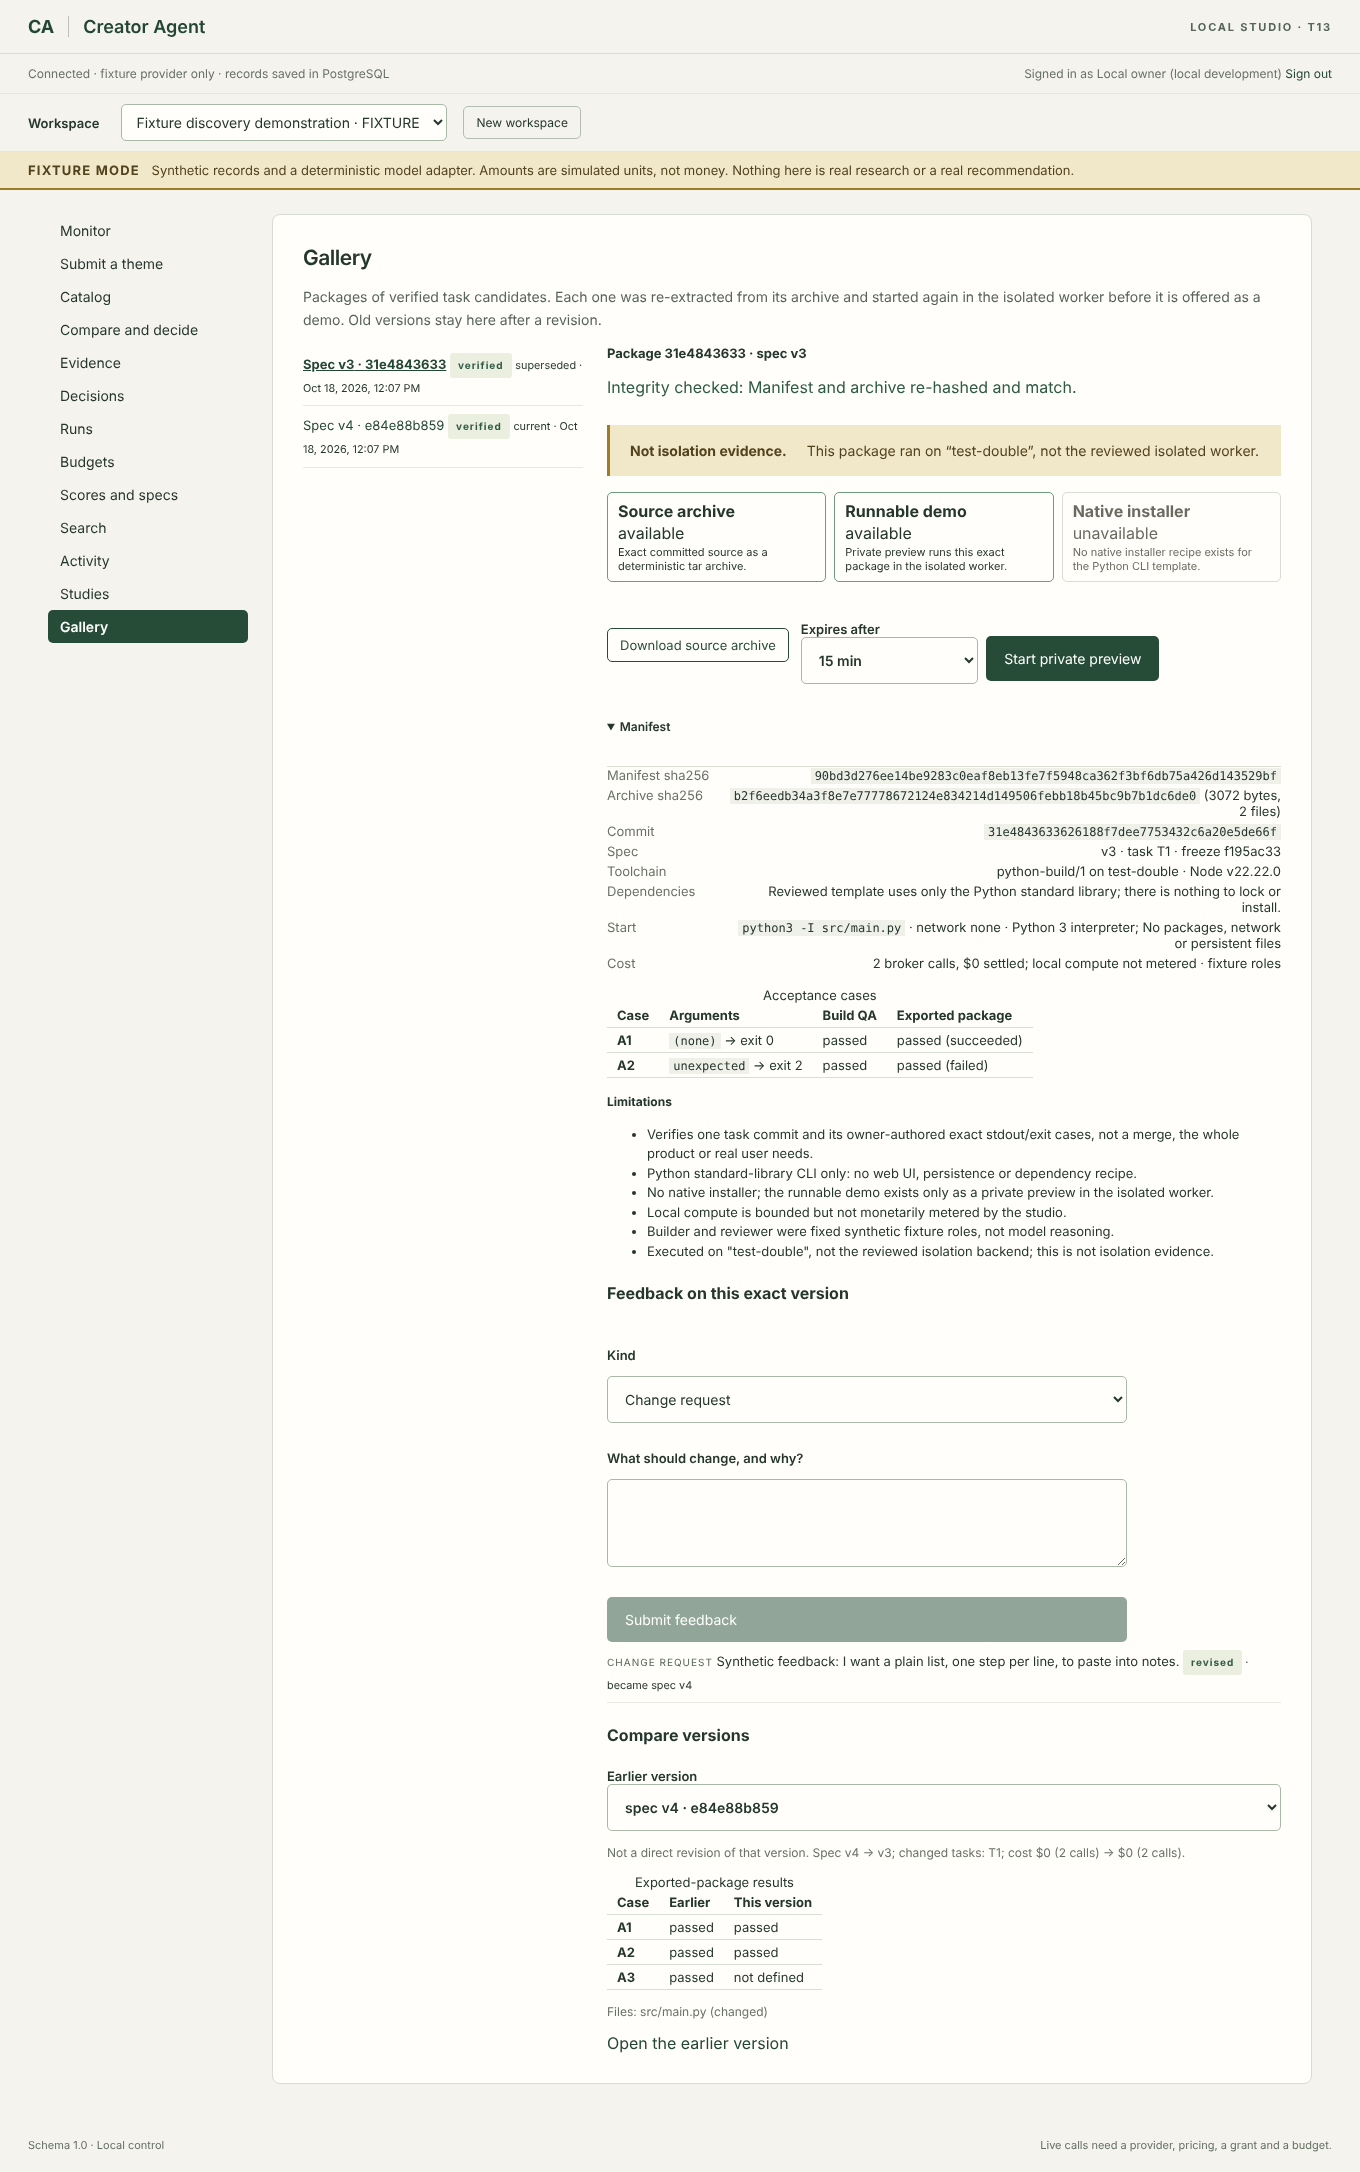 CA Creator Agent
LOCAL STUDIO · T13
Connected · fixture provider only · records saved in PostgreSQL
Signed in as Local owner (local development) Sign out
Workspace
Fixture discovery demonstration · FIXTURE
New workspace
FIXTURE MODE Synthetic records and a deterministic model adapter. Amounts are simulated units, not money. Nothing here is real research or a real recommendation.
Monitor
Submit a theme
Catalog
Compare and decide
Evidence
Decisions
Runs
Budgets
Scores and specs
Search
Activity
Studies
Gallery
Gallery
Packages of verified task candidates. Each one was re-extracted from its archive and started again in the isolated worker before it is offered as a
demo. Old versions stay here after a revision.
Spec v3 · 31e4843633 verified superseded ·
Oct 18, 2026, 12:07 PM
Spec v4 · e84e88b859 verified current · Oct
18, 2026, 12:07 PM
Package 31e4843633 · spec v3
Integrity checked: Manifest and archive re-hashed and match.
Not isolation evidence. This package ran on “test-double”, not the reviewed isolated worker.
Source archive
available
Exact committed source as a
deterministic tar archive.
Runnable demo
available
Private preview runs this exact
package in the isolated worker.
Native installer
unavailable
No native installer recipe exists for
the Python CLI template.
Download source archive
Expires after
15 min
Start private preview
▼ Manifest
Manifest sha256 90bd3d276ee14be9283c0eaf8eb13fe7f5948ca362f3bf6db75a426d143529bf
Archive sha256 b2f6eedb34a3f8e7e77778672124e834214d149506febb18b45bc9b7b1dc6de0 (3072 bytes,
2 files)
Commit 31e4843633626188f7dee7753432c6a20e5de66f
Spec v3 · task T1 · freeze f195ac33
Toolchain python-build/1 on test-double · Node v22.22.0
Dependencies Reviewed template uses only the Python standard library; there is nothing to lock or
install.
Start python3 -I src/main.py · network none · Python 3 interpreter; No packages, network
or persistent files
Cost 2 broker calls, $0 settled; local compute not metered · fixture roles
Acceptance cases
Case Arguments Build QA Exported package
A1 (none) → exit 0 passed passed (succeeded)
A2 unexpected → exit 2 passed passed (failed)
Limitations
• Verifies one task commit and its owner-authored exact stdout/exit cases, not a merge, the whole
product or real user needs.
• Python standard-library CLI only: no web UI, persistence or dependency recipe.
• No native installer; the runnable demo exists only as a private preview in the isolated worker.
• Local compute is bounded but not monetarily metered by the studio.
• Builder and reviewer were fixed synthetic fixture roles, not model reasoning.
• Executed on "test-double", not the reviewed isolation backend; this is not isolation evidence.
Feedback on this exact version
Kind
Change request
What should change, and why?
Submit feedback
CHANGE REQUEST Synthetic feedback: I want a plain list, one step per line, to paste into notes. revised ·
became spec v4
Compare versions
Earlier version
spec v4 · e84e88b859
Not a direct revision of that version. Spec v4 → v3; changed tasks: T1; cost $0 (2 calls) → $0 (2 calls).
Exported-package results
Case Earlier This version
A1 passed passed
A2 passed passed
A3 passed not defined
Files: src/main.py (changed)
Open the earlier version
Schema 1.0 · Local control
Live calls need a provider, pricing, a grant and a budget.